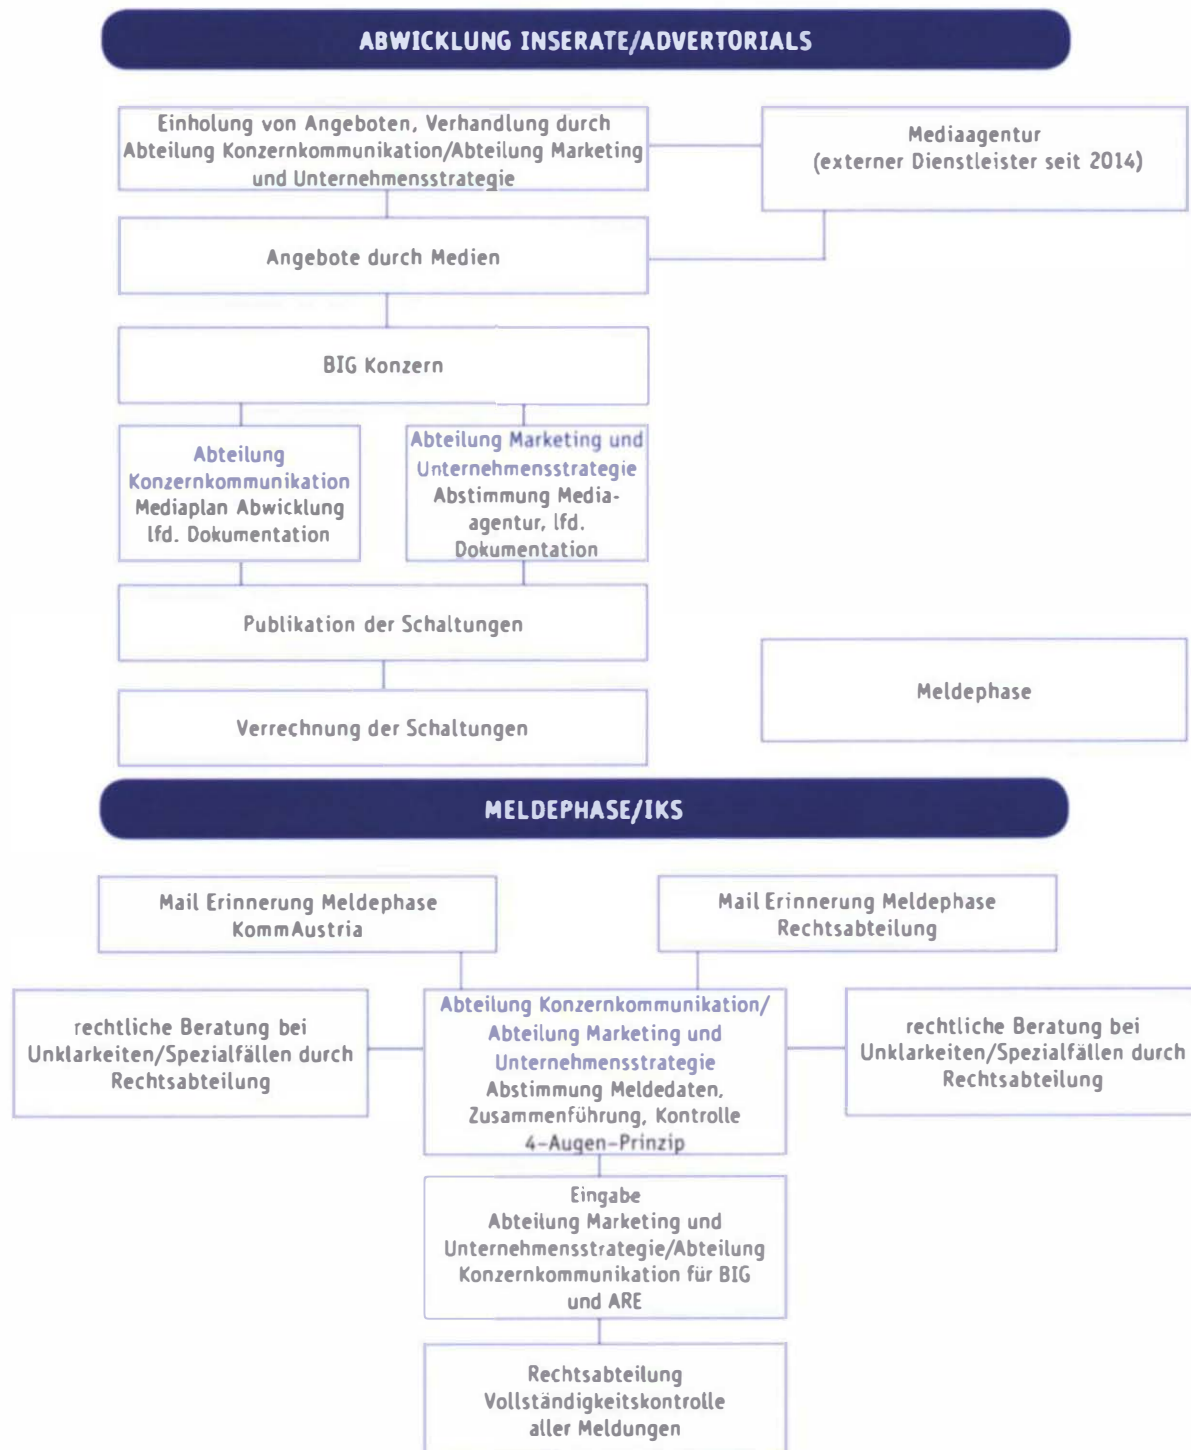 ABWICKLUNG INSERATE/ADVERTORIALS
Einholung von Angeboten, Verhandlung durch
Abteilung Konzernkommunikation/Abteilung Marketing
und Unternehmensstrategie
Mediaagentur
(externer Dienstleister seit 2014)
Angebote durch Medien
BIG Konzern
Abteilung
Konzernkommunikation
Mediaplan Abwicklung
lfd. Dokumentation
Abteilung Marketing und
Unternehmensstrategie
Abstimmung Media-
agentur, lfd.
Dokumentation
Publikation der Schaltungen
Meldephase
Verrechnung der Schaltungen
MELDEPHASE/IKS
Mail Erinnerung Meldephase
KommAustria
Mail Erinnerung Meldephase
Rechtsabteilung
rechtliche Beratung bei
Unklarkeiten/Spezialfällen durch
Rechtsabteilung
Abteilung Konzernkommunikation/
Abteilung Marketing und
Unternehmensstrategie
Abstimmung Meldedaten,
Zusammenführung, Kontrolle
4-Augen-Prinzip
rechtliche Beratung bei
Unklarkeiten/Spezialfällen durch
Rechtsabteilung
Eingabe
Abteilung Marketing und
Unternehmensstrategie/Abteilung
Konzernkommunikation für BIG
und ARE
Rechtsabteilung
Vollständigkeitskontrolle
aller Meldungen